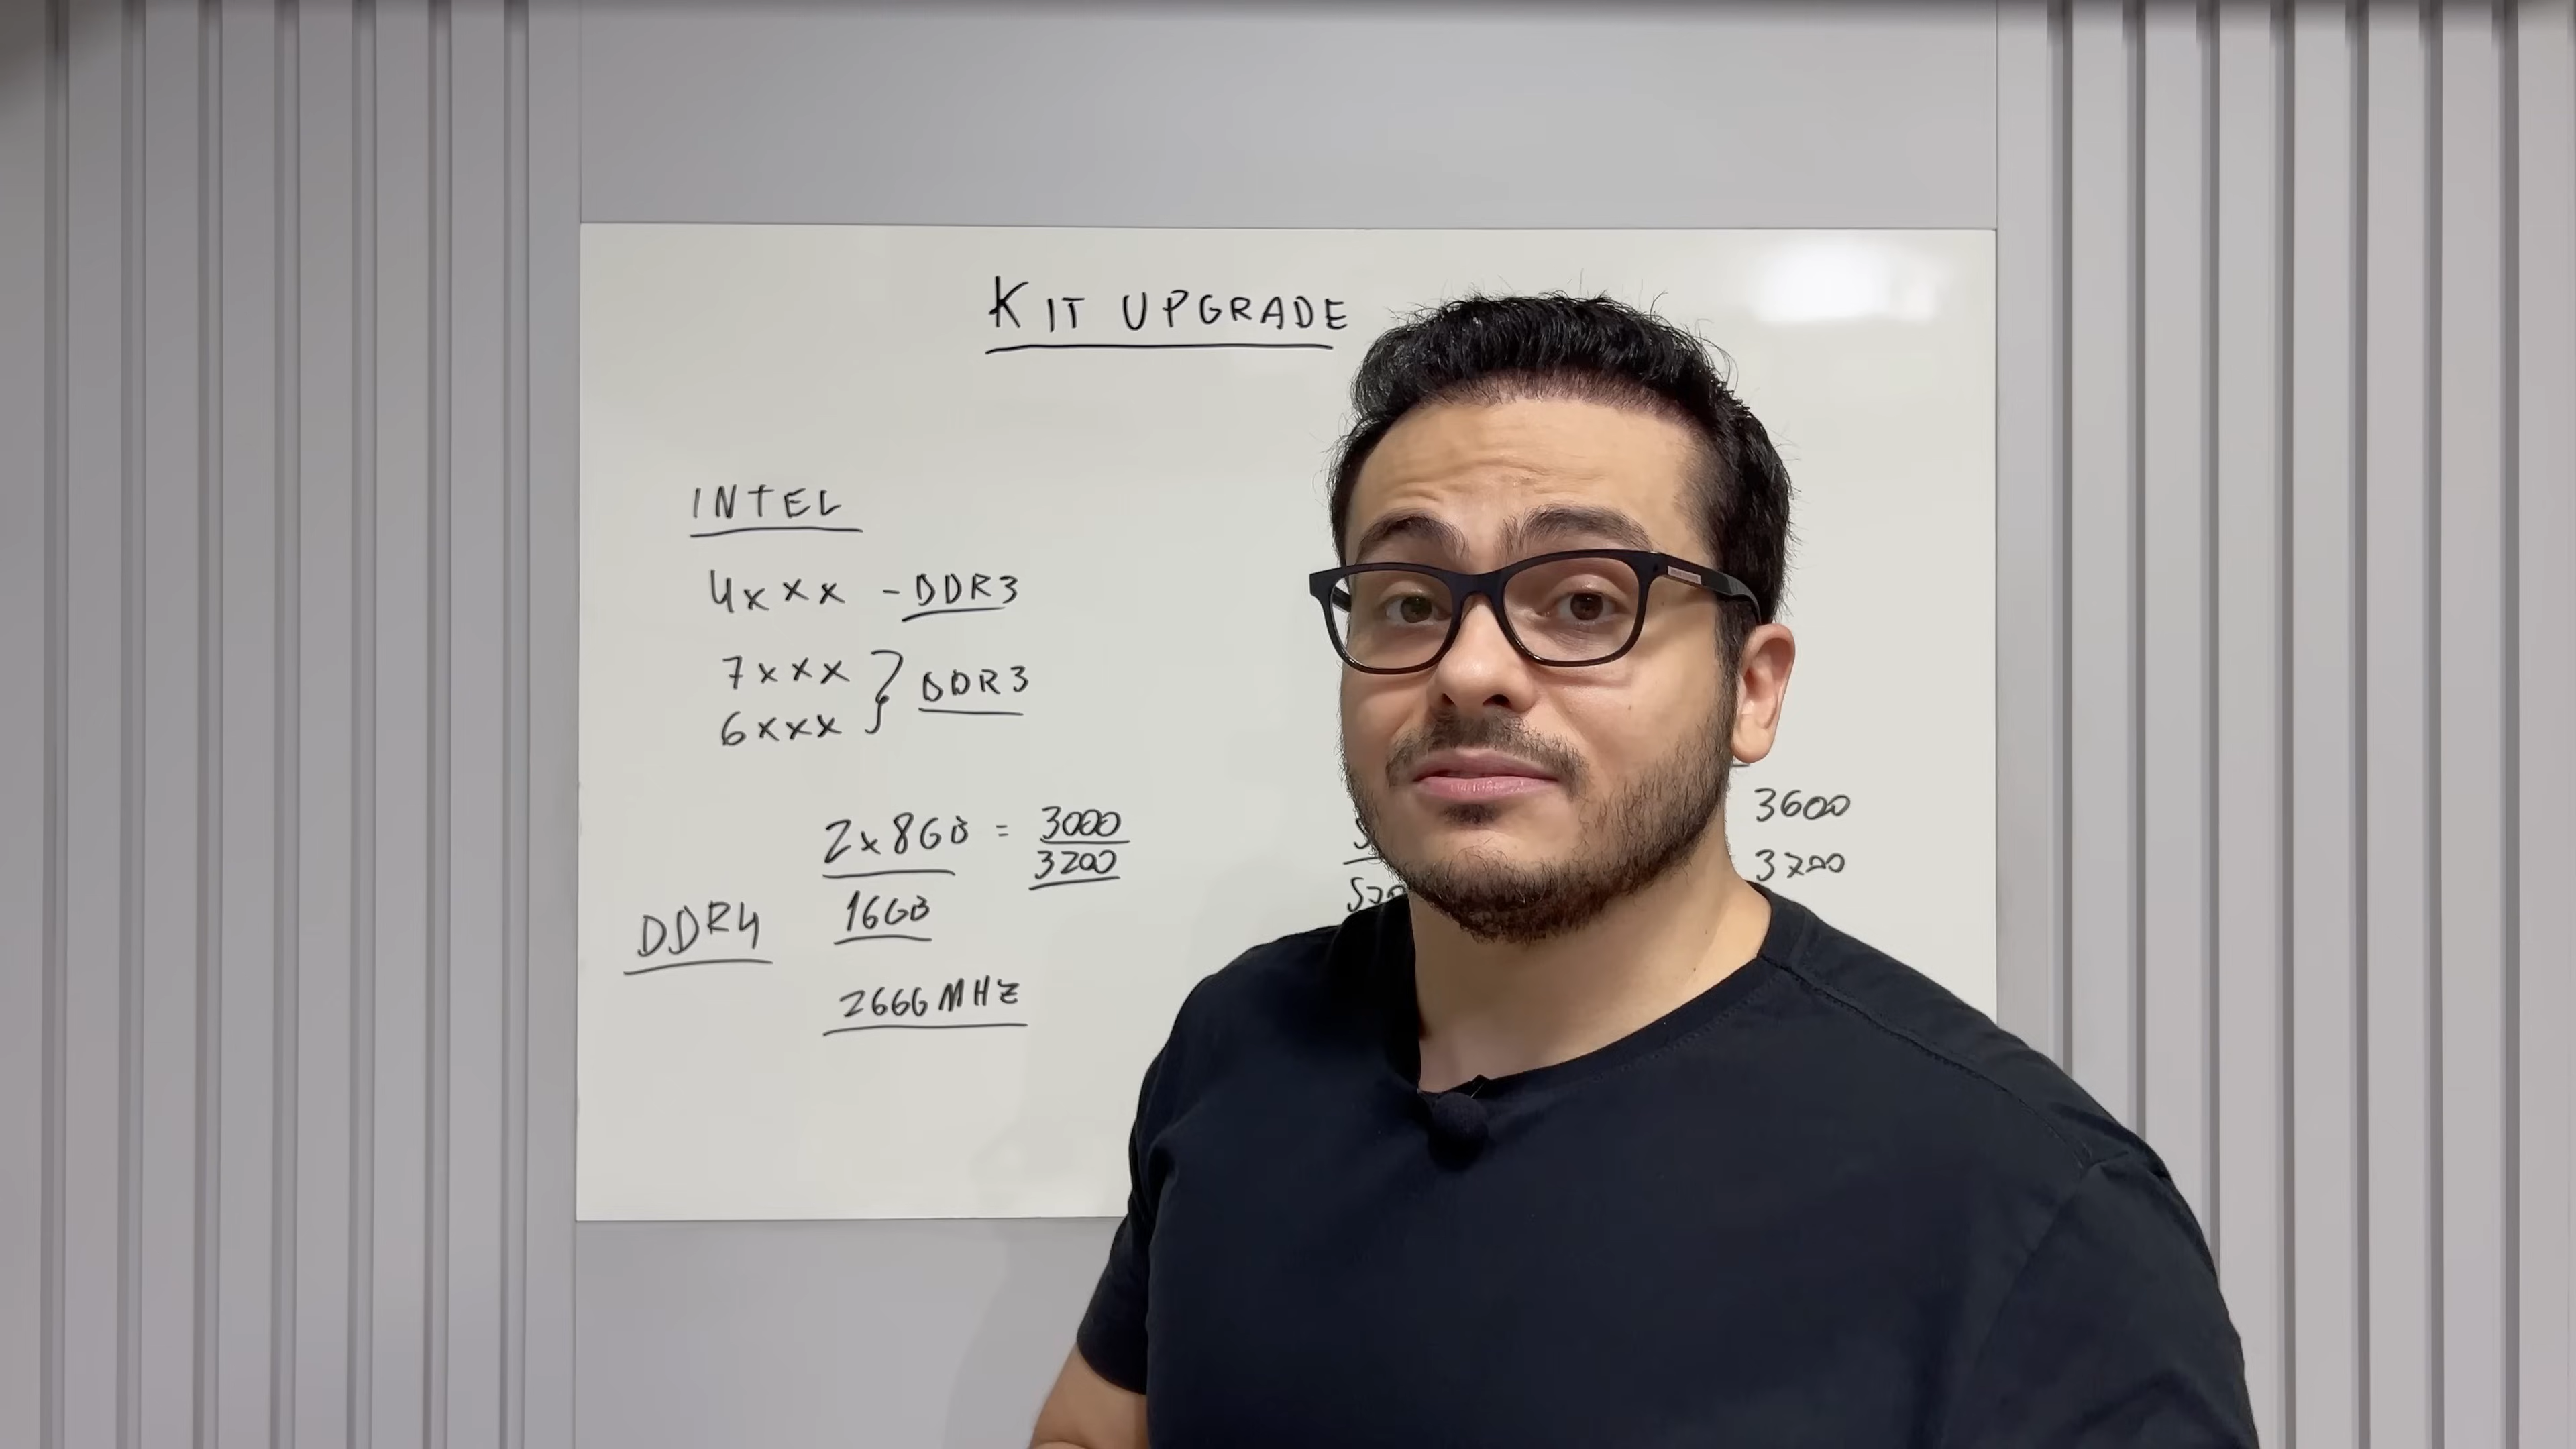 KIT UPGRADE
INTEL
4xxx - DDR3
7xxx } DDR3
6xxx
2x8GB = 3000
3200
16GB
DDR4
2666MHZ
3600
3200